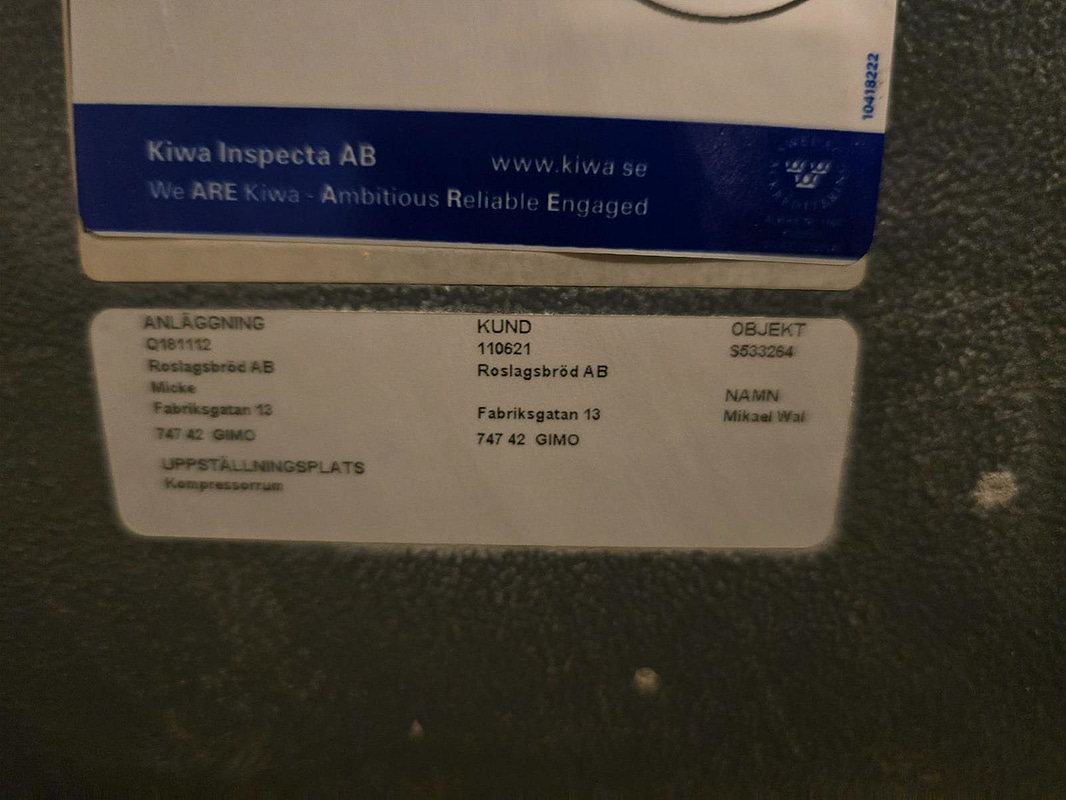 10418222
Kiwa Inspecta AB
www.kiwa.se
We ARE Kiwa - Ambitious Reliable Engaged
ANLÄGGNING
Q181112
Roslagsbröd AB
Micke
Fabriksgatan 13
747 42 GIMO
UPPSTÄLLNINGSPLATS
Kompressorrum
KUND
110621
Roslagsbröd AB
Fabriksgatan 13
747 42 GIMO
OBJEKT
S533264
NAMN
Mikael Wal